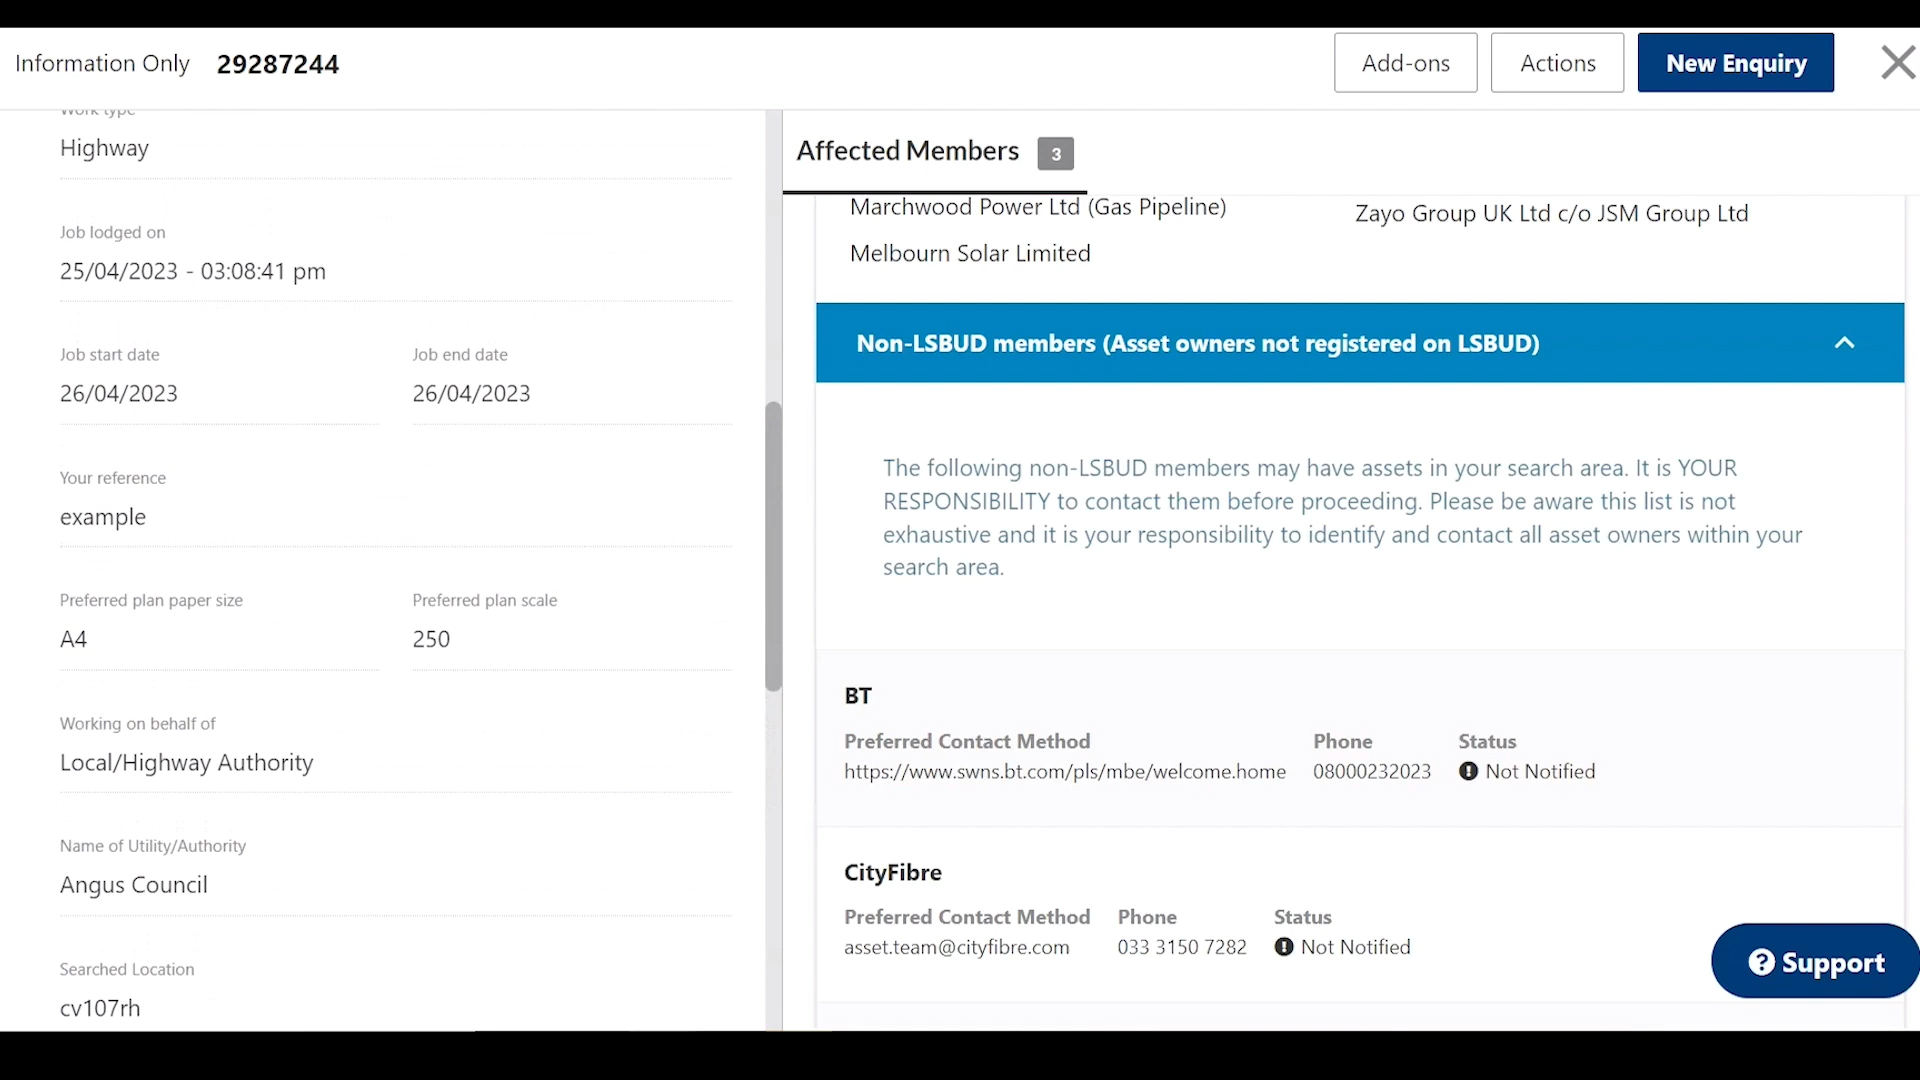 Information Only 29287244
Add-ons
Actions
New Enquiry
Work type
Highway
Job lodged on
25/04/2023 - 03:08:41 pm
Job start date
Job end date
26/04/2023
26/04/2023
Your reference
example
Preferred plan paper size
Preferred plan scale
A4
250
Working on behalf of
Local/Highway Authority
Name of Utility/Authority
Angus Council
Searched Location
cv107rh
Affected Members 3
Marchwood Power Ltd (Gas Pipeline)
Zayo Group UK Ltd c/o JSM Group Ltd
Melbourn Solar Limited
Non-LSBUD members (Asset owners not registered on LSBUD)
The following non-LSBUD members may have assets in your search area. It is YOUR
RESPONSIBILITY to contact them before proceeding. Please be aware this list is not
exhaustive and it is your responsibility to identify and contact all asset owners within your
search area.
BT
Preferred Contact Method Phone Status
https://www.swns.bt.com/pls/mbe/welcome.home 08000232023 Not Notified
CityFibre
Preferred Contact Method Phone Status
asset.team@cityfibre.com 033 3150 7282 Not Notified
Support